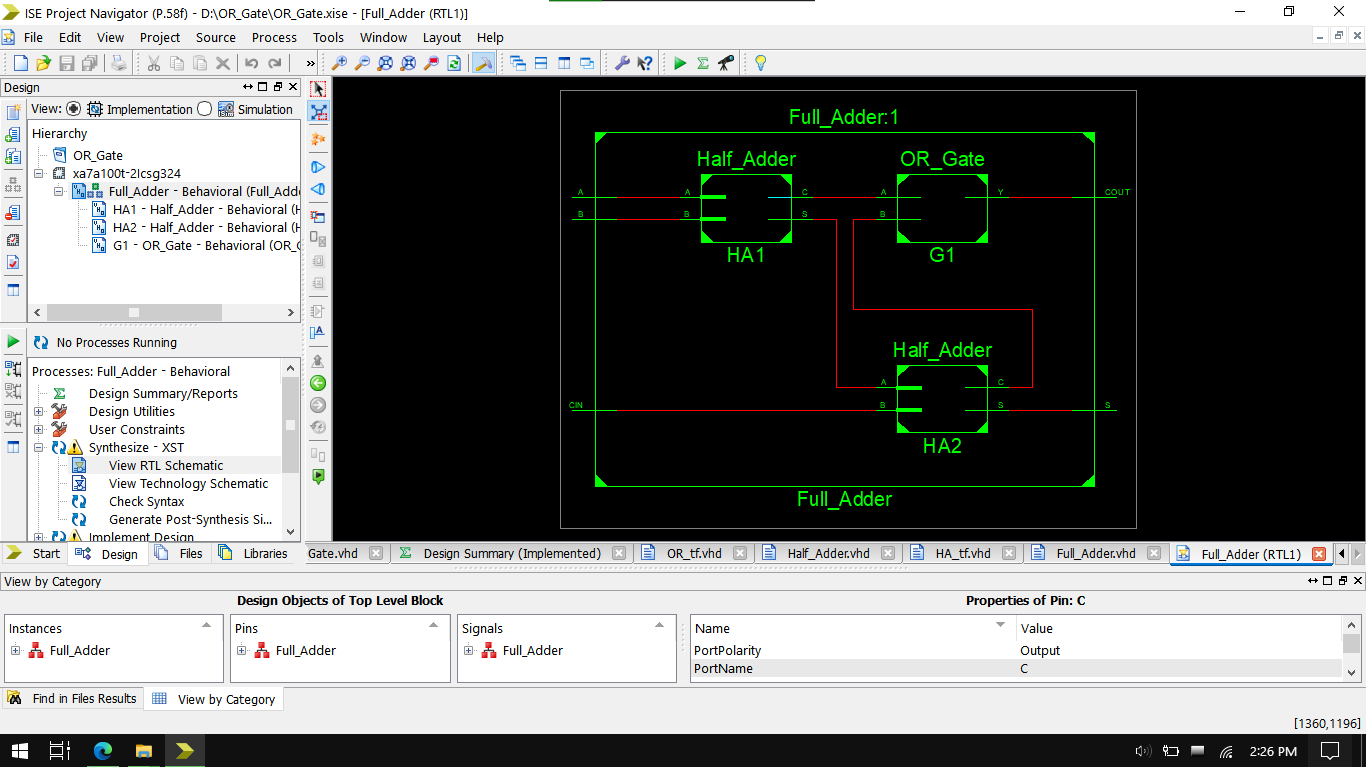 ISE Project Navigator (P.58f) - D:\OR_Gate\OR_Gate.xise - [Full_Adder (RTL1)]
File Edit View Project Source Process Tools Window Layout Help
Design
View: Implementation Simulation
Hierarchy
OR_Gate
xa7a100t-2lcsg324
Full_Adder - Behavioral (Full_Adde
HA1 - Half_Adder - Behavioral (H
HA2 - Half_Adder - Behavioral (H
G1 - OR_Gate - Behavioral (OR_G
No Processes Running
Processes: Full_Adder - Behavioral
Design Summary/Reports
Design Utilities
User Constraints
Synthesize - XST
View RTL Schematic
View Technology Schematic
Check Syntax
Generate Post-Synthesis Si...
Implement Design
Start Design Files Libraries
Full_Adder:1
Half_Adder OR_Gate
A A C A Y COUT
B B S B
HA1 G1
Half_Adder
A C
CIN B S S
HA2
Full_Adder
Gate.vhd Design Summary (Implemented) OR_tf.vhd Half_Adder.vhd HA_tf.vhd Full_Adder.vhd Full_Adder (RTL1)
View by Category
Design Objects of Top Level Block Properties of Pin: C
Instances Pins Signals Name Value
Full_Adder Full_Adder Full_Adder PortPolarity Output
PortName C
Find in Files Results View by Category
[1360,1196]
2:26 PM